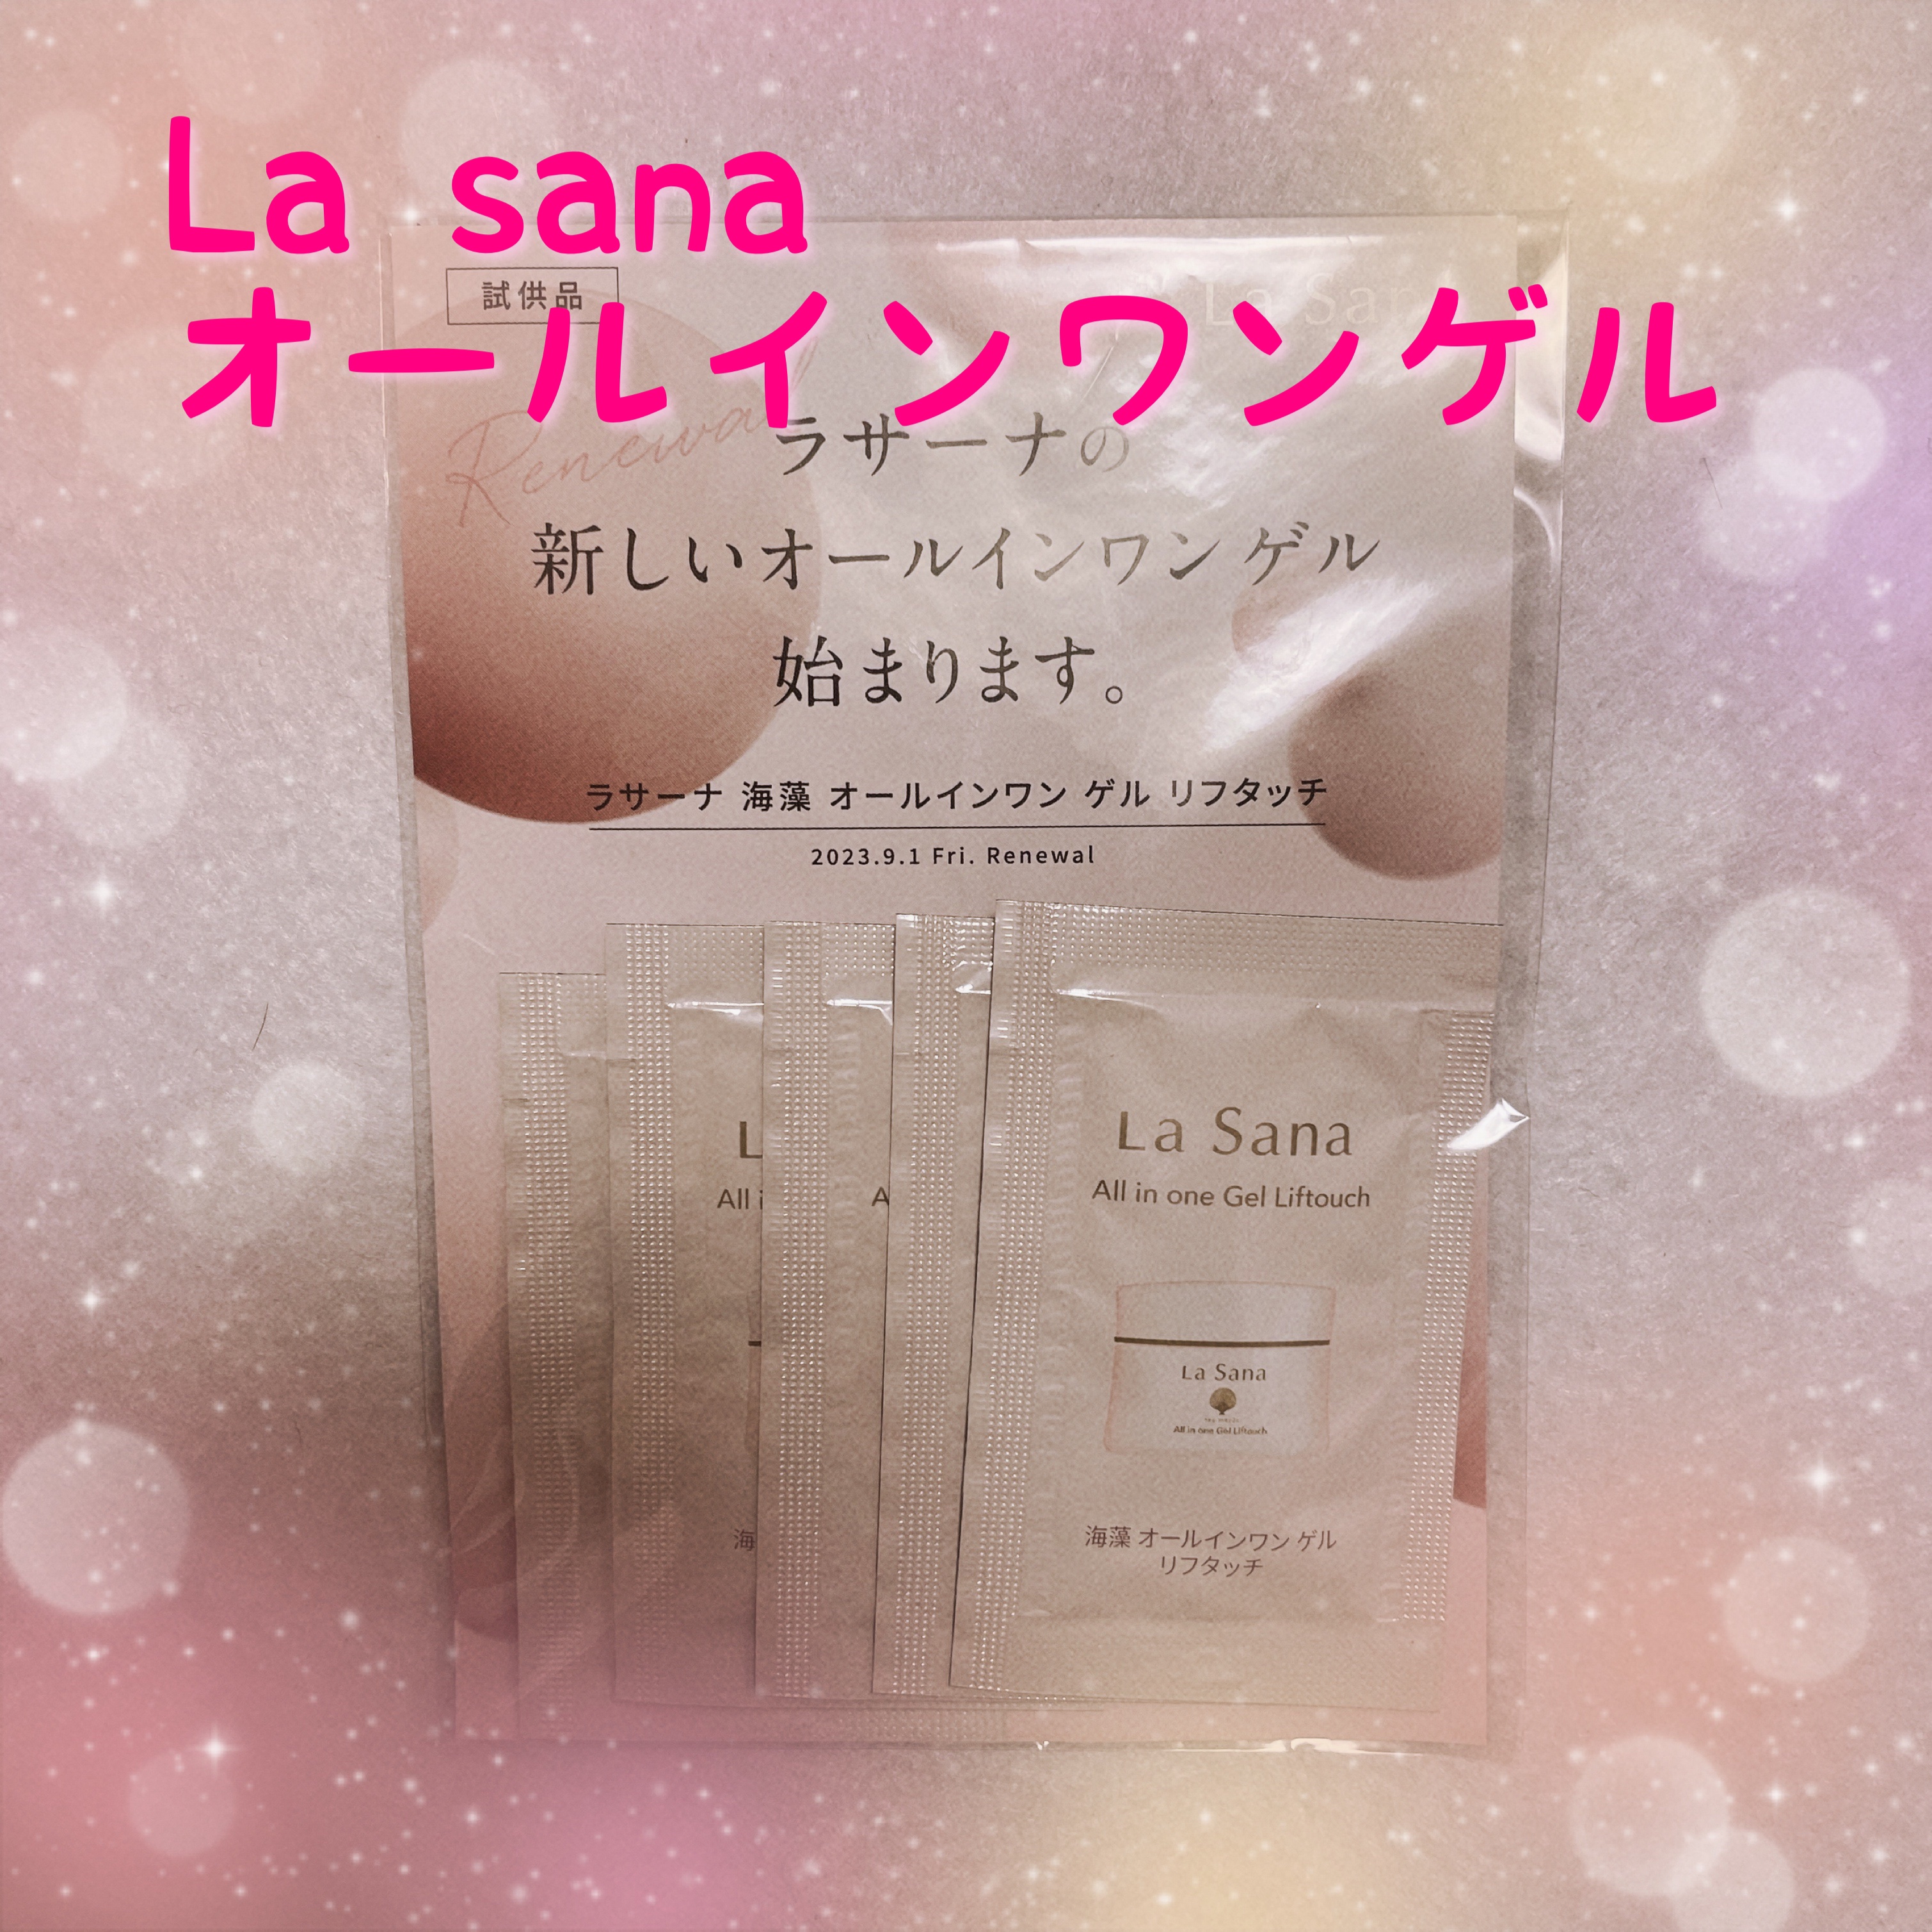 La sana
試供品
La Sana
オールインワンゲル
Renewal
ラサーナの
新しいオールインワン ゲル
始まります。
ラサーナ 海藻 オールインワン ゲル リフタッチ
2023.9.1 Fri. Renewal
La Sana
All in one Gel Liftouch
L
All i
A
La Sana
All in one Gel Liftouch
海藻 オールインワン ゲル
リフタッチ
海